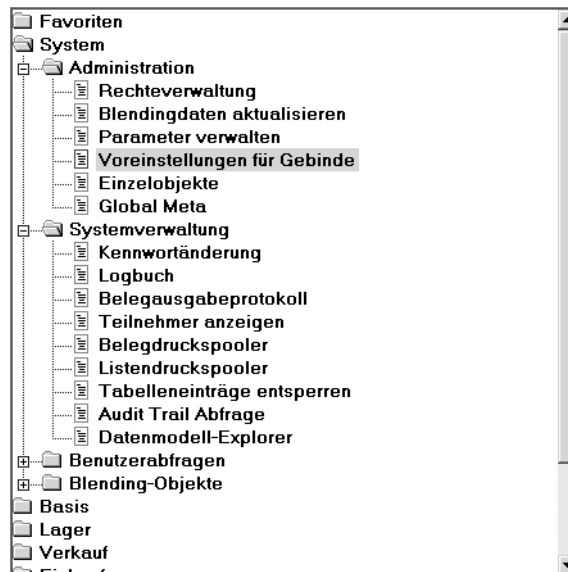 Favoriten
System
Administration
Rechteverwaltung
Blendingdaten aktualisieren
Parameter verwalten
Voreinstellungen für Gebinde
Einzelobjekte
Global Meta
Systemverwaltung
Kennwortänderung
Logbuch
Belegausgabeprotokoll
Teilnehmer anzeigen
Belegdruckspooler
Listendruckspooler
Tabelleneinträge entsperren
Audit Trail Abfrage
Datenmodell-Explorer
Benutzerabfragen
Blending-Objekte
Basis
Lager
Verkauf